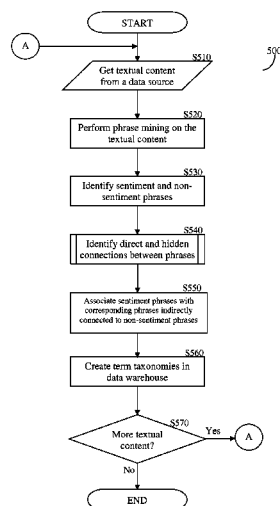 START
A
S510
500
Get textual content
from a data source
S520
Perform phrase mining on the
textual content
S530
Identify sentiment and non-
sentiment phrases
S540
Identify direct and hidden
connections between phrases
S550
Associate sentiment phrases with
corresponding phrases indirectly
connected to non-sentiment phrases
S560
Create term taxonomies in
data warehouse
S570
More textual
content?
Yes
A
No
END